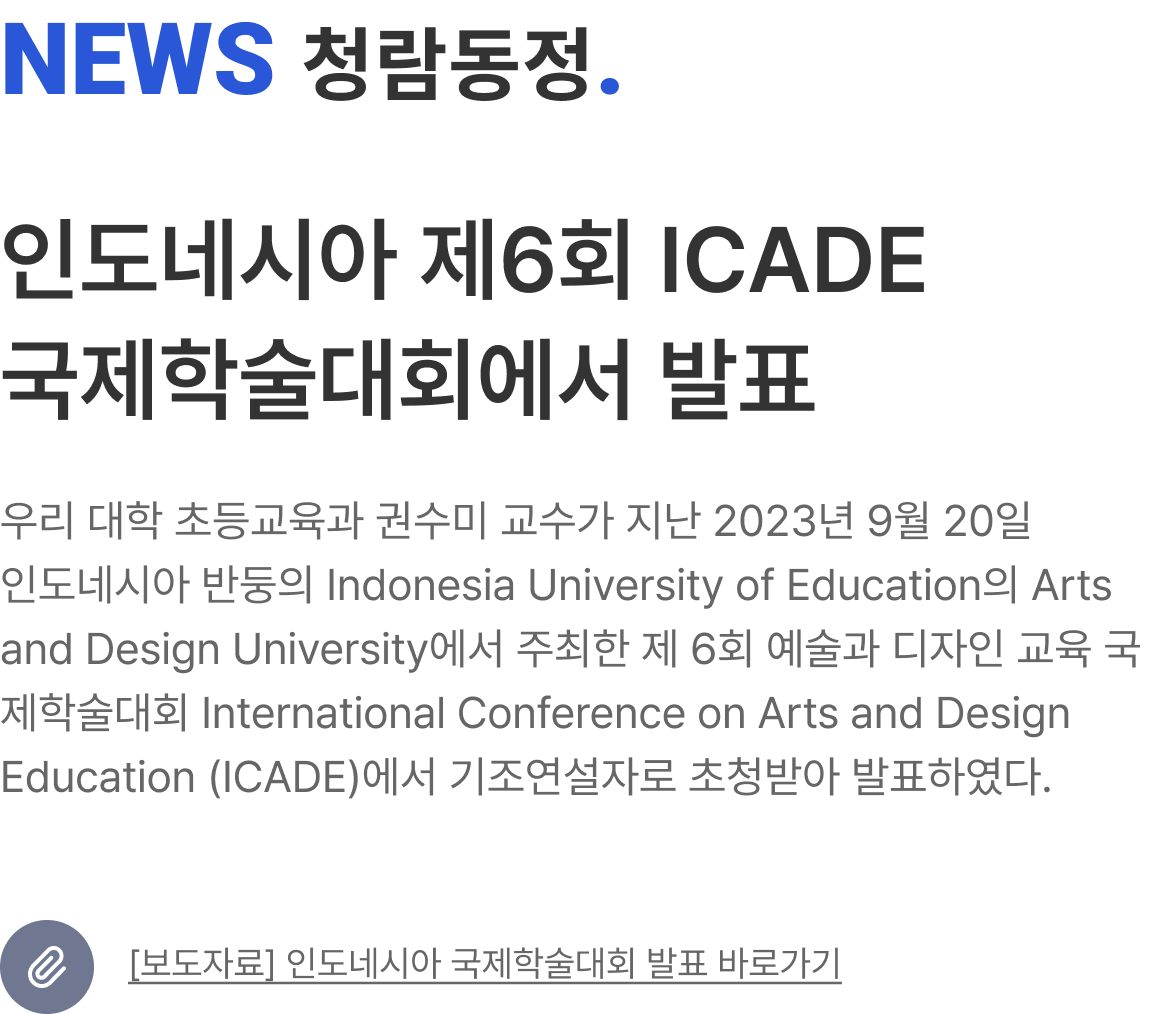 NEWS 청람동정.
인도네시아 제6회 ICADE
국제학술대회에서 발표
우리 대학 초등교육과 권수미 교수가 지난 2023년 9월 20일
인도네시아 반둥의 Indonesia University of Education의 Arts
and Design University에서 주최한 제 6회 예술과 디자인 교육 국
제학술대회 International Conference on Arts and Design
Education (ICADE)에서 기조연설자로 초청받아 발표하였다.
[보도자료] 인도네시아 국제학술대회 발표 바로가기